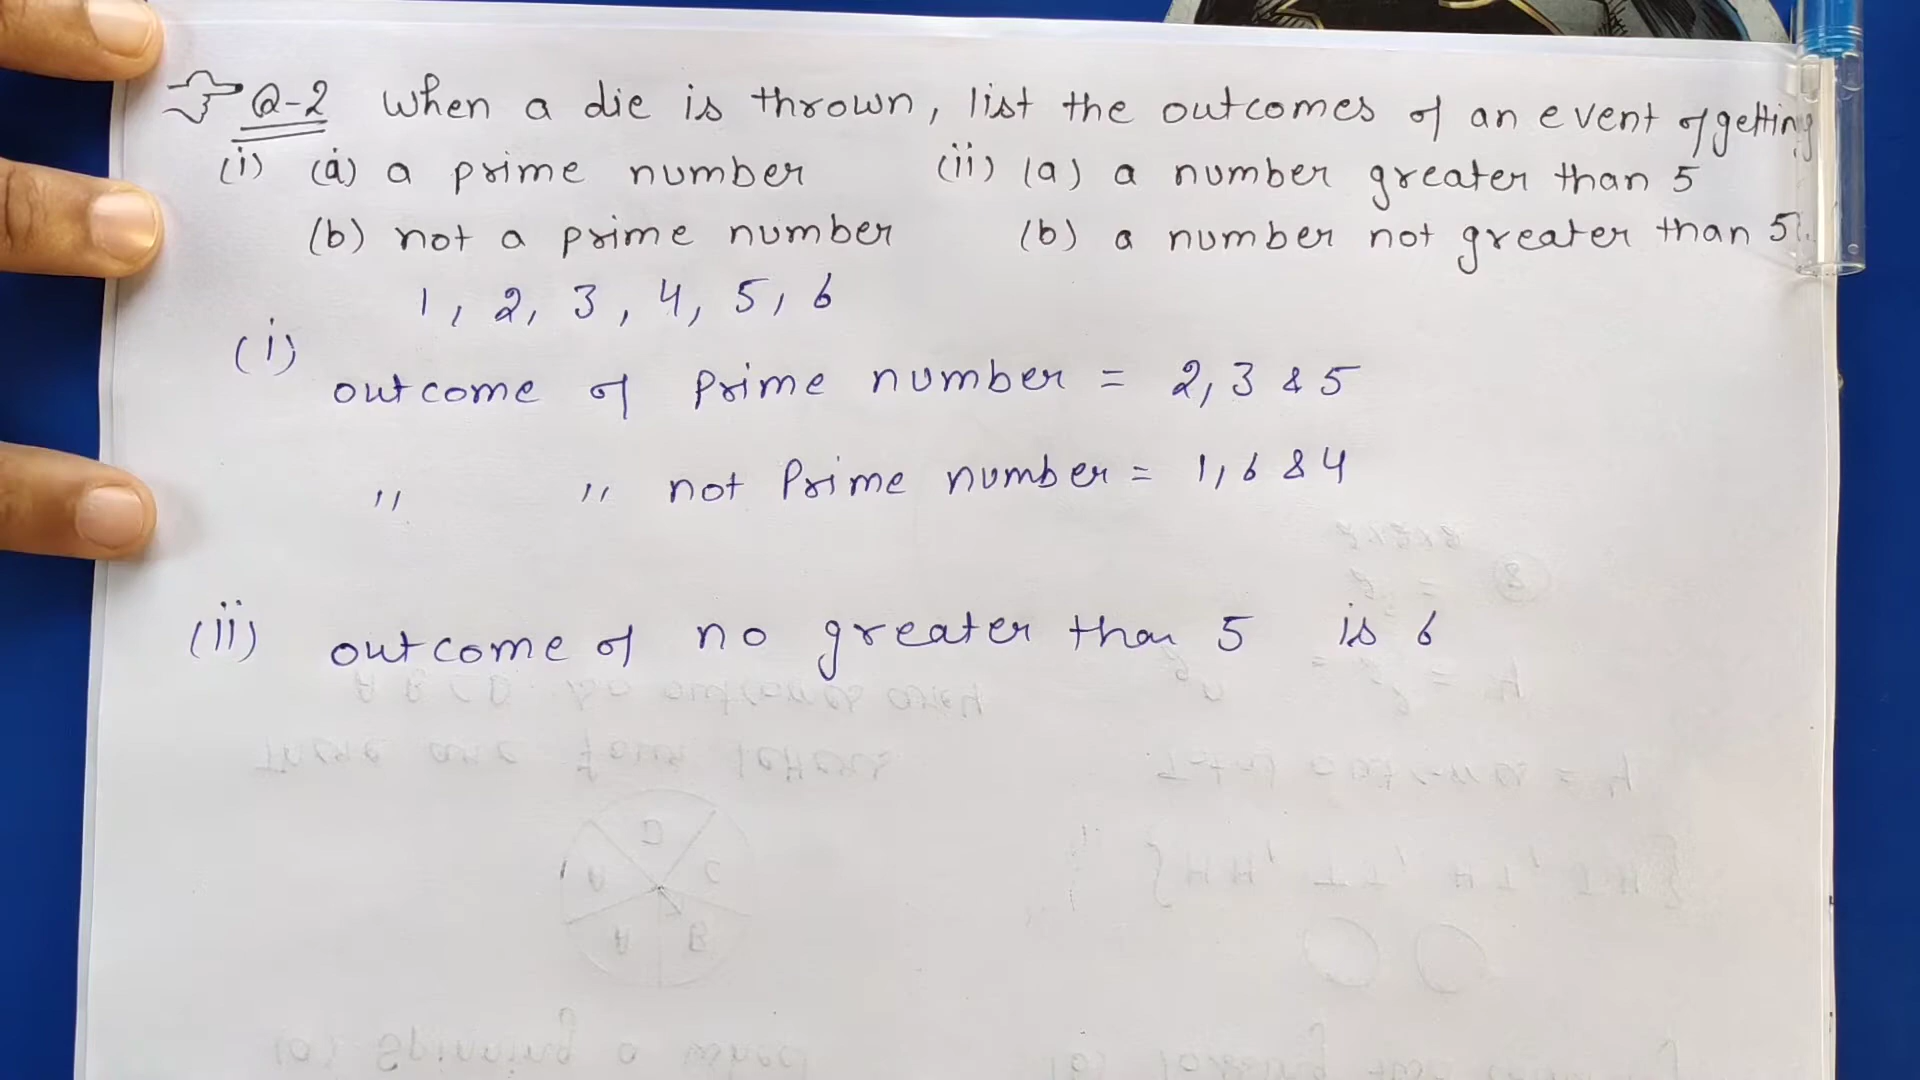 Q-2 When a die is thrown, list the outcomes of an event of getting
(i) (a) a prime number (ii) (a) a number greater than 5
(b) not a prime number (b) a number not greater than 5.
1, 2, 3, 4, 5, 6
(i)
outcome of Prime number = 2, 3 & 5
" " not Prime number = 1, 6 & 4
(ii) outcome of no greater than 5 is 6